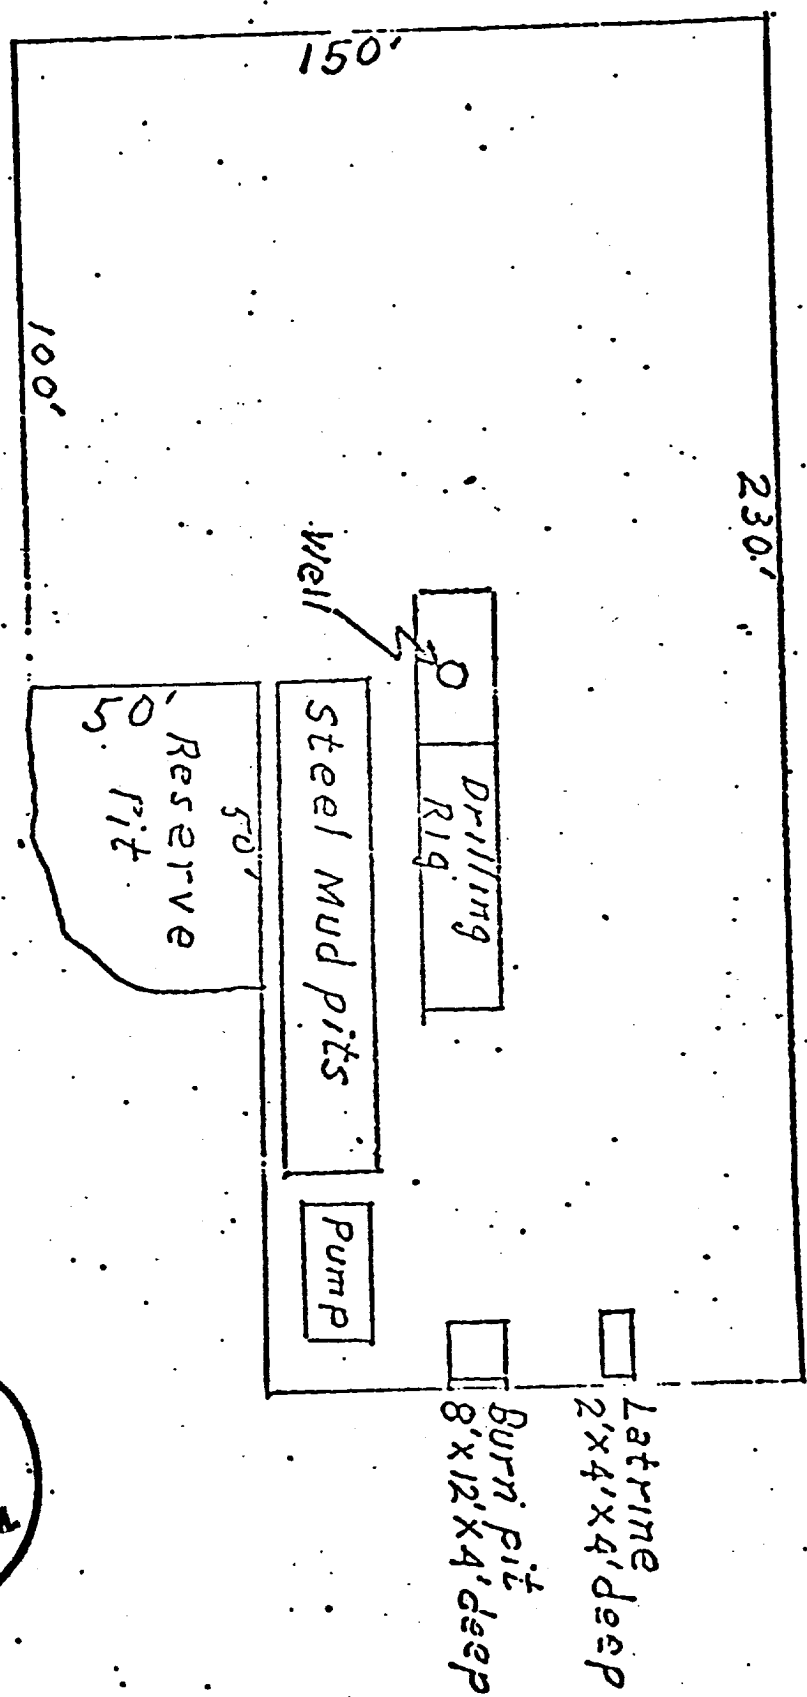 150'
230'
100'
Well
Drilling
Rig
50'
50'
Reserve
Pit
Steel Mud pits
Pump
Latrine
2'x4'x4'deep
Burn pit
8'x12'x4'deep